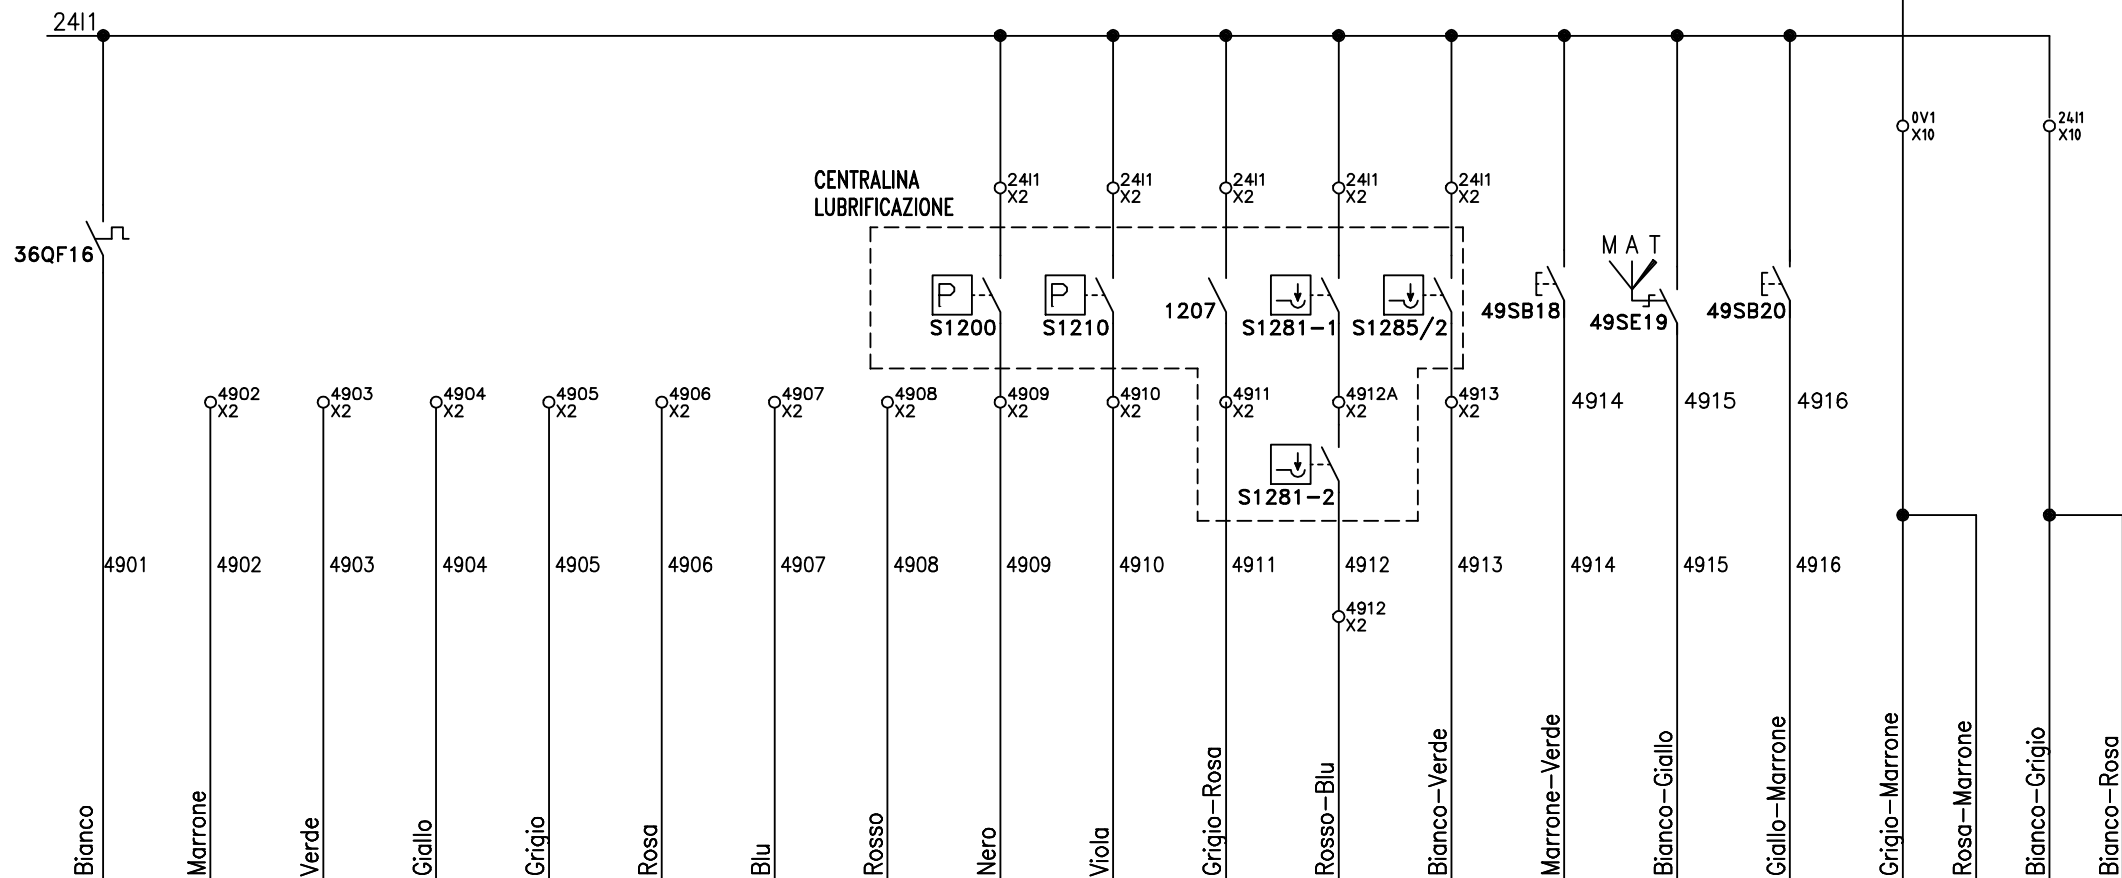 24I1
0V1
X10
24I1
X10
CENTRALINA
LUBRIFICAZIONE
24I1
X2
24I1
X2
24I1
X2
24I1
X2
24I1
X2
36QF16
M A T
P
S1200
P
S1210
1207
S1281-1
S1285/2
49SB18
49SE19
49SB20
4902
X2
4903
X2
4904
X2
4905
X2
4906
X2
4907
X2
4908
X2
4909
X2
4910
X2
4911
X2
4912A
X2
4913
X2
4914
4915
4916
S1281-2
4901
4902
4903
4904
4905
4906
4907
4908
4909
4910
4911
4912
4913
4914
4915
4916
4912
X2
Bianco
Marrone
Verde
Giallo
Grigio
Rosa
Blu
Rosso
Nero
Viola
Grigio-Rosa
Rosso-Blu
Bianco-Verde
Marrone-Verde
Bianco-Giallo
Giallo-Marrone
Grigio-Marrone
Rosa-Marrone
Bianco-Grigio
Bianco-Rosa